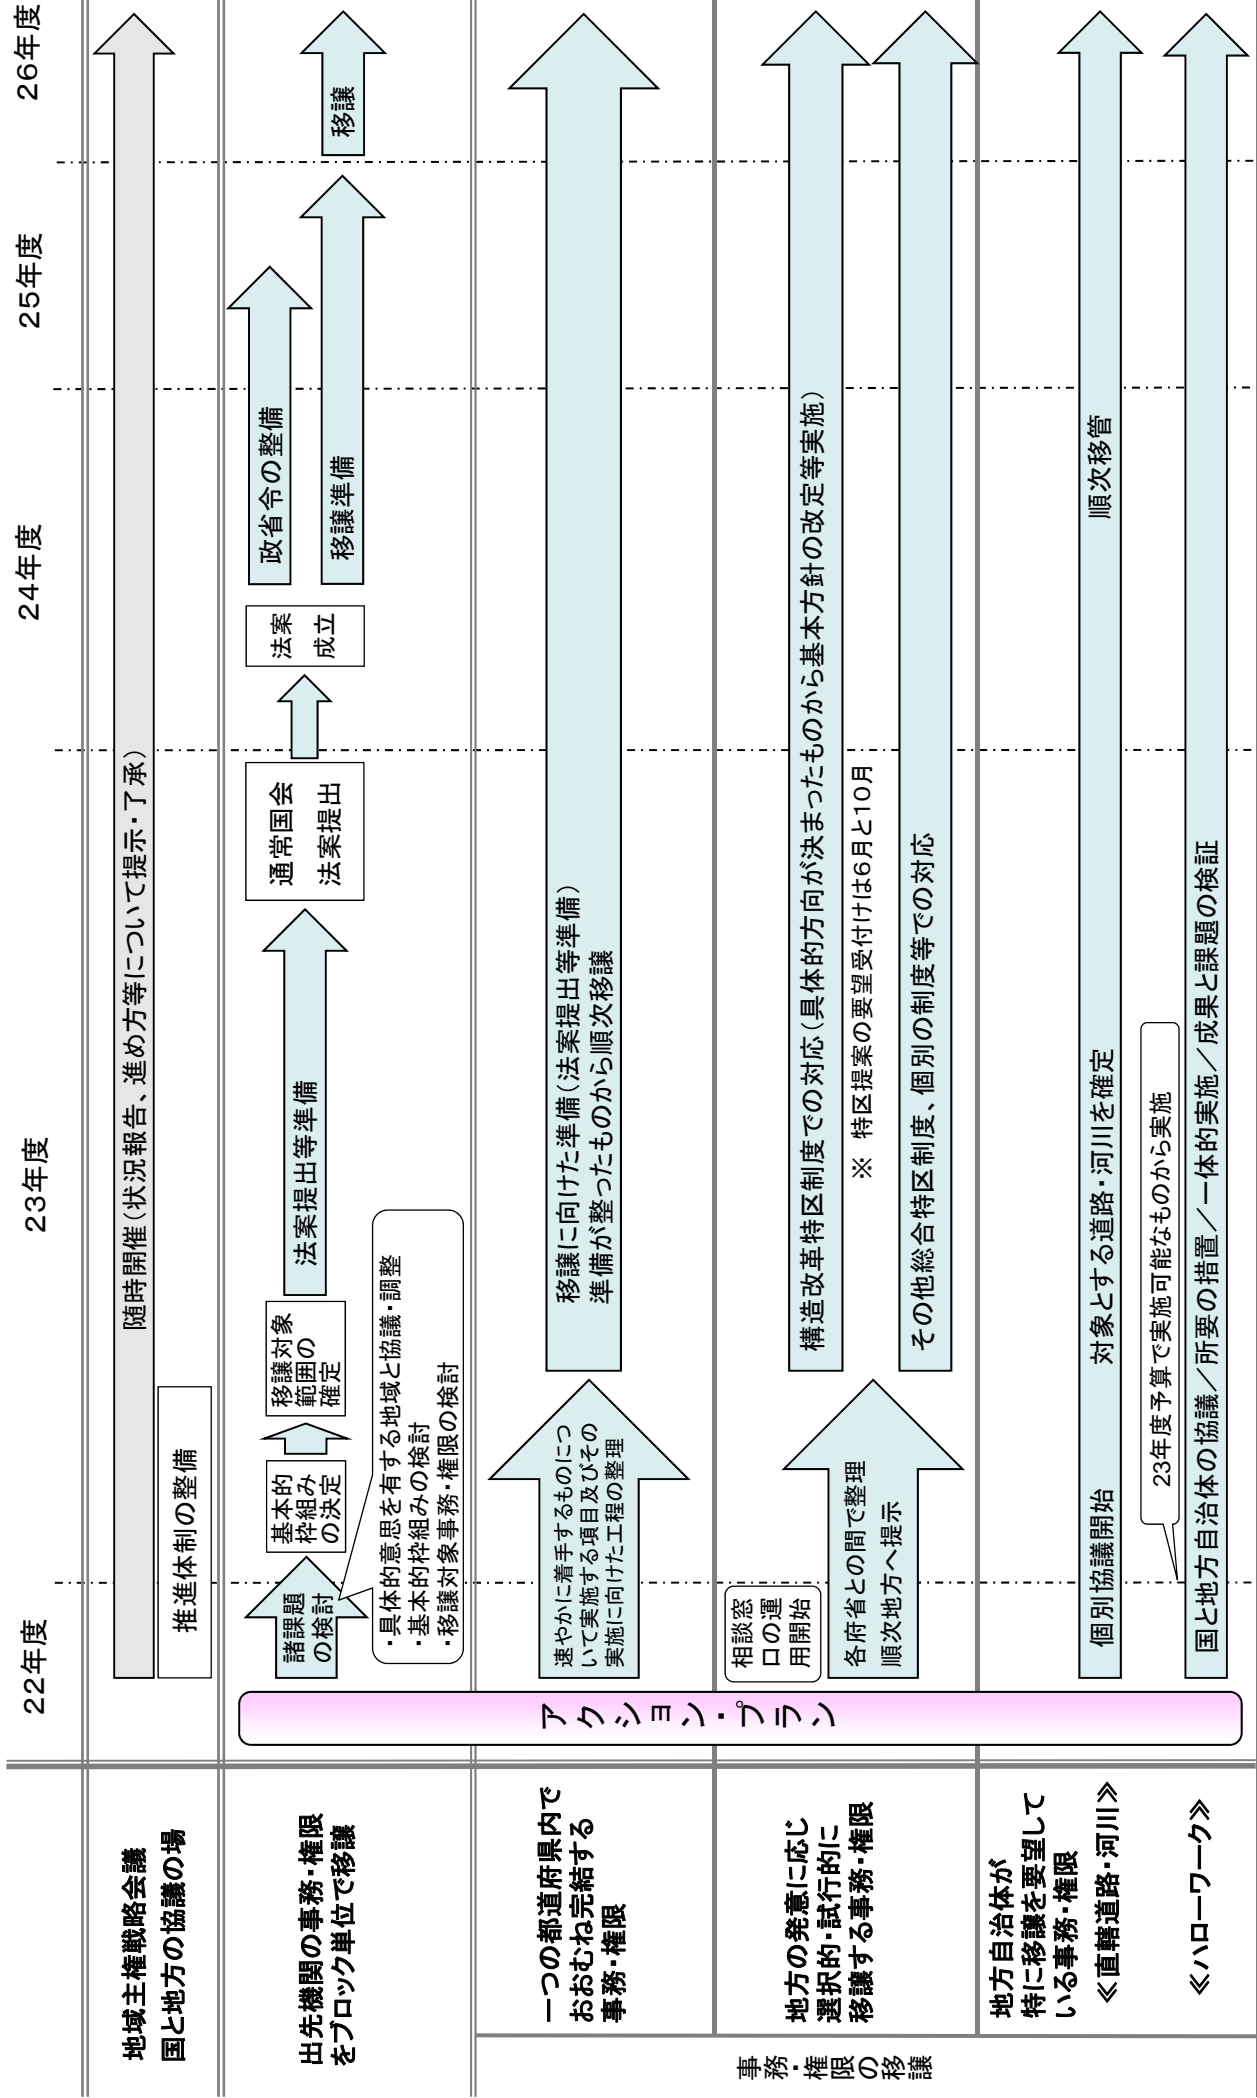 22年度
23年度
24年度
25年度
26年度
地域主権戦略会議
国と地方の協議の場
随時開催(状況報告、進め方等について提示・了承)
推進体制の整備
アクション・プラン
出先機関の事務・権限
をブロック単位で移譲
諸課題
の検討
基本的
枠組み
の決定
移譲対象
範囲の
確定
法案提出等準備
通常国会
法案提出
法案
成立
政省令の整備
移譲準備
移譲
・具体的意思を有する地域と協議・調整
・基本的枠組みの検討
・移譲対象事務・権限の検討
事務・権限の移譲
一つの都道府県内で
おおむね完結する
事務・権限
速やかに着手するものにつ
いて実施する項目及びその
実施に向けた工程の整理
移譲に向けた準備(法案提出等準備)
準備が整ったものから順次移譲
地方の発意に応じ
選択的・試行的に
移譲する事務・権限
相談窓
口の運
用開始
各府省との間で整理
順次地方へ提示
構造改革特区制度での対応(具体的方向が決まったものから基本方針の改定等実施)
※ 特区提案の要望受付けは6月と10月
その他総合特区制度、個別の制度等での対応
地方自治体が
特に移譲を要望して
いる事務・権限
≪直轄道路・河川≫
個別協議開始
対象とする道路・河川を確定
順次移管
≪ハローワーク≫
23年度予算で実施可能なものから実施
国と地方自治体の協議／所要の措置／一体的実施／成果と課題の検証